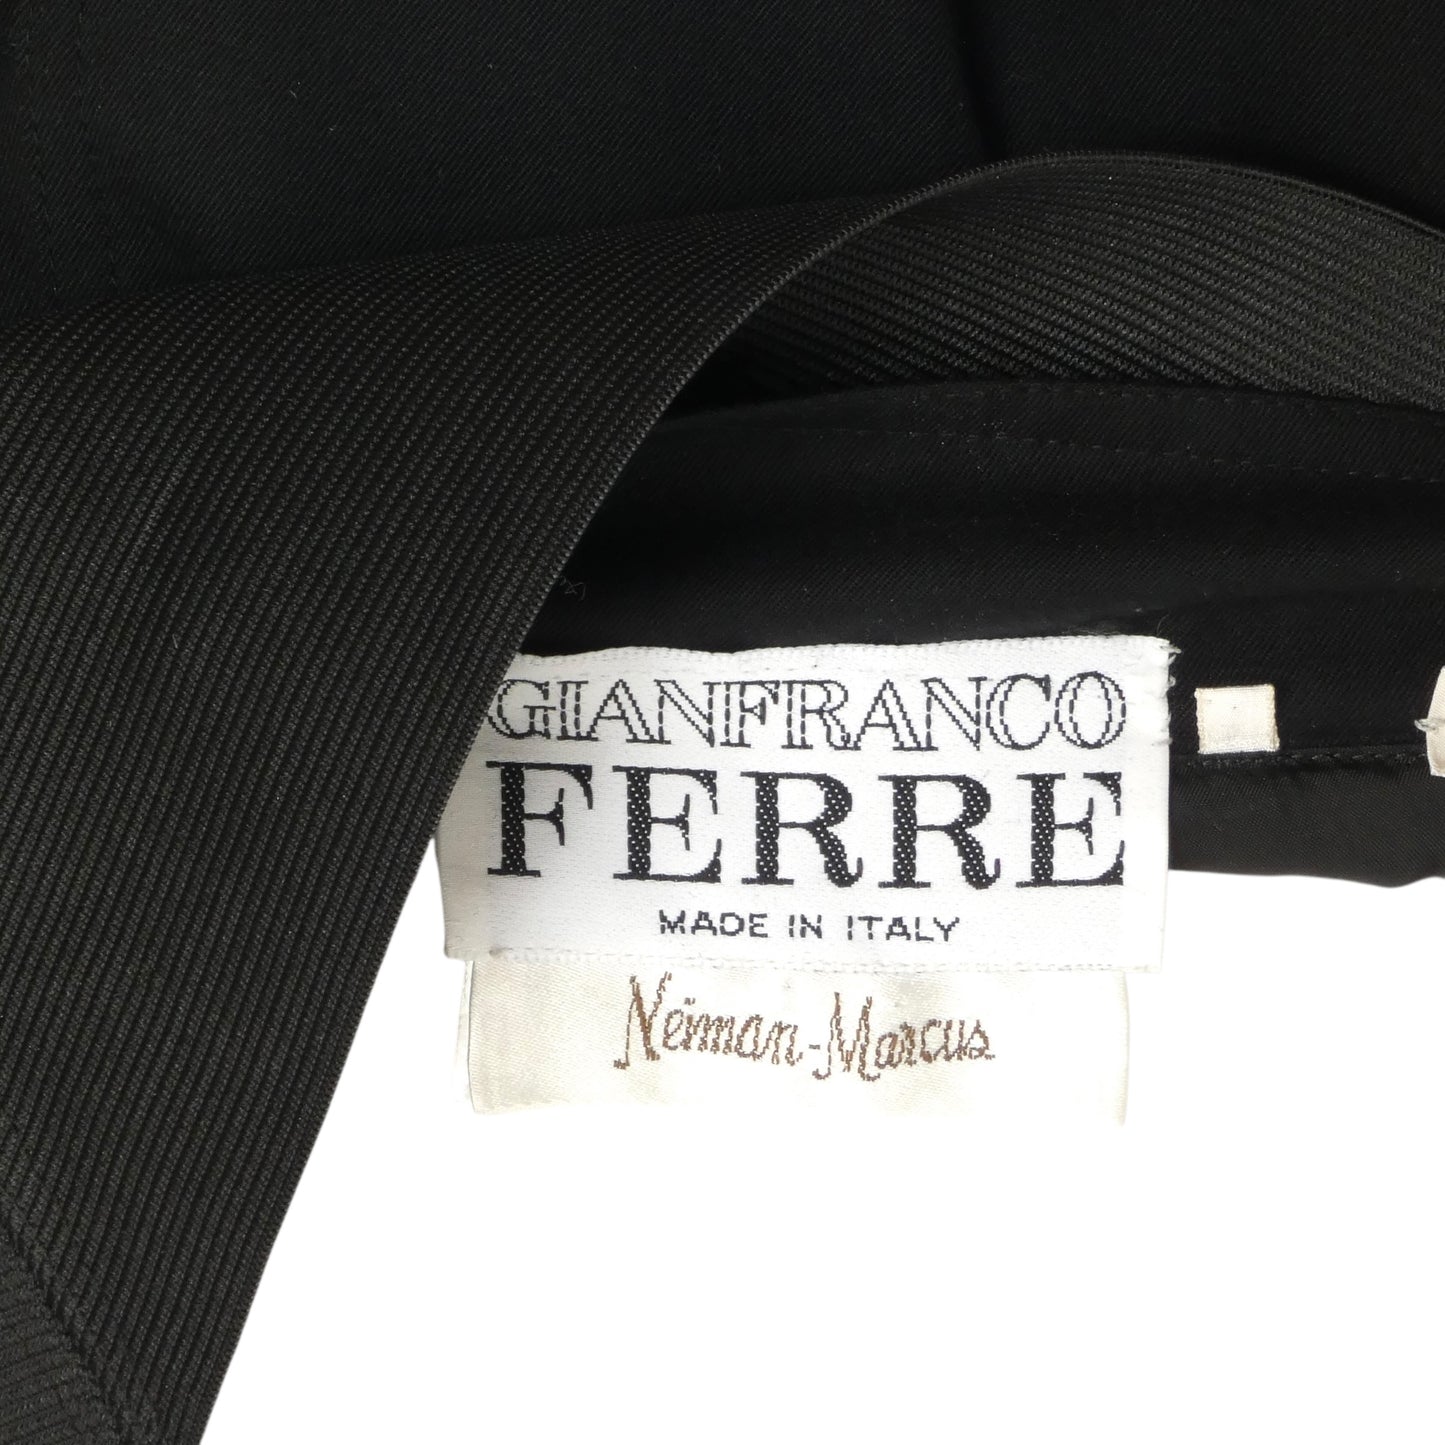 GIANFRANCO
FERRE
MADE IN ITALY
Neiman-Marcus